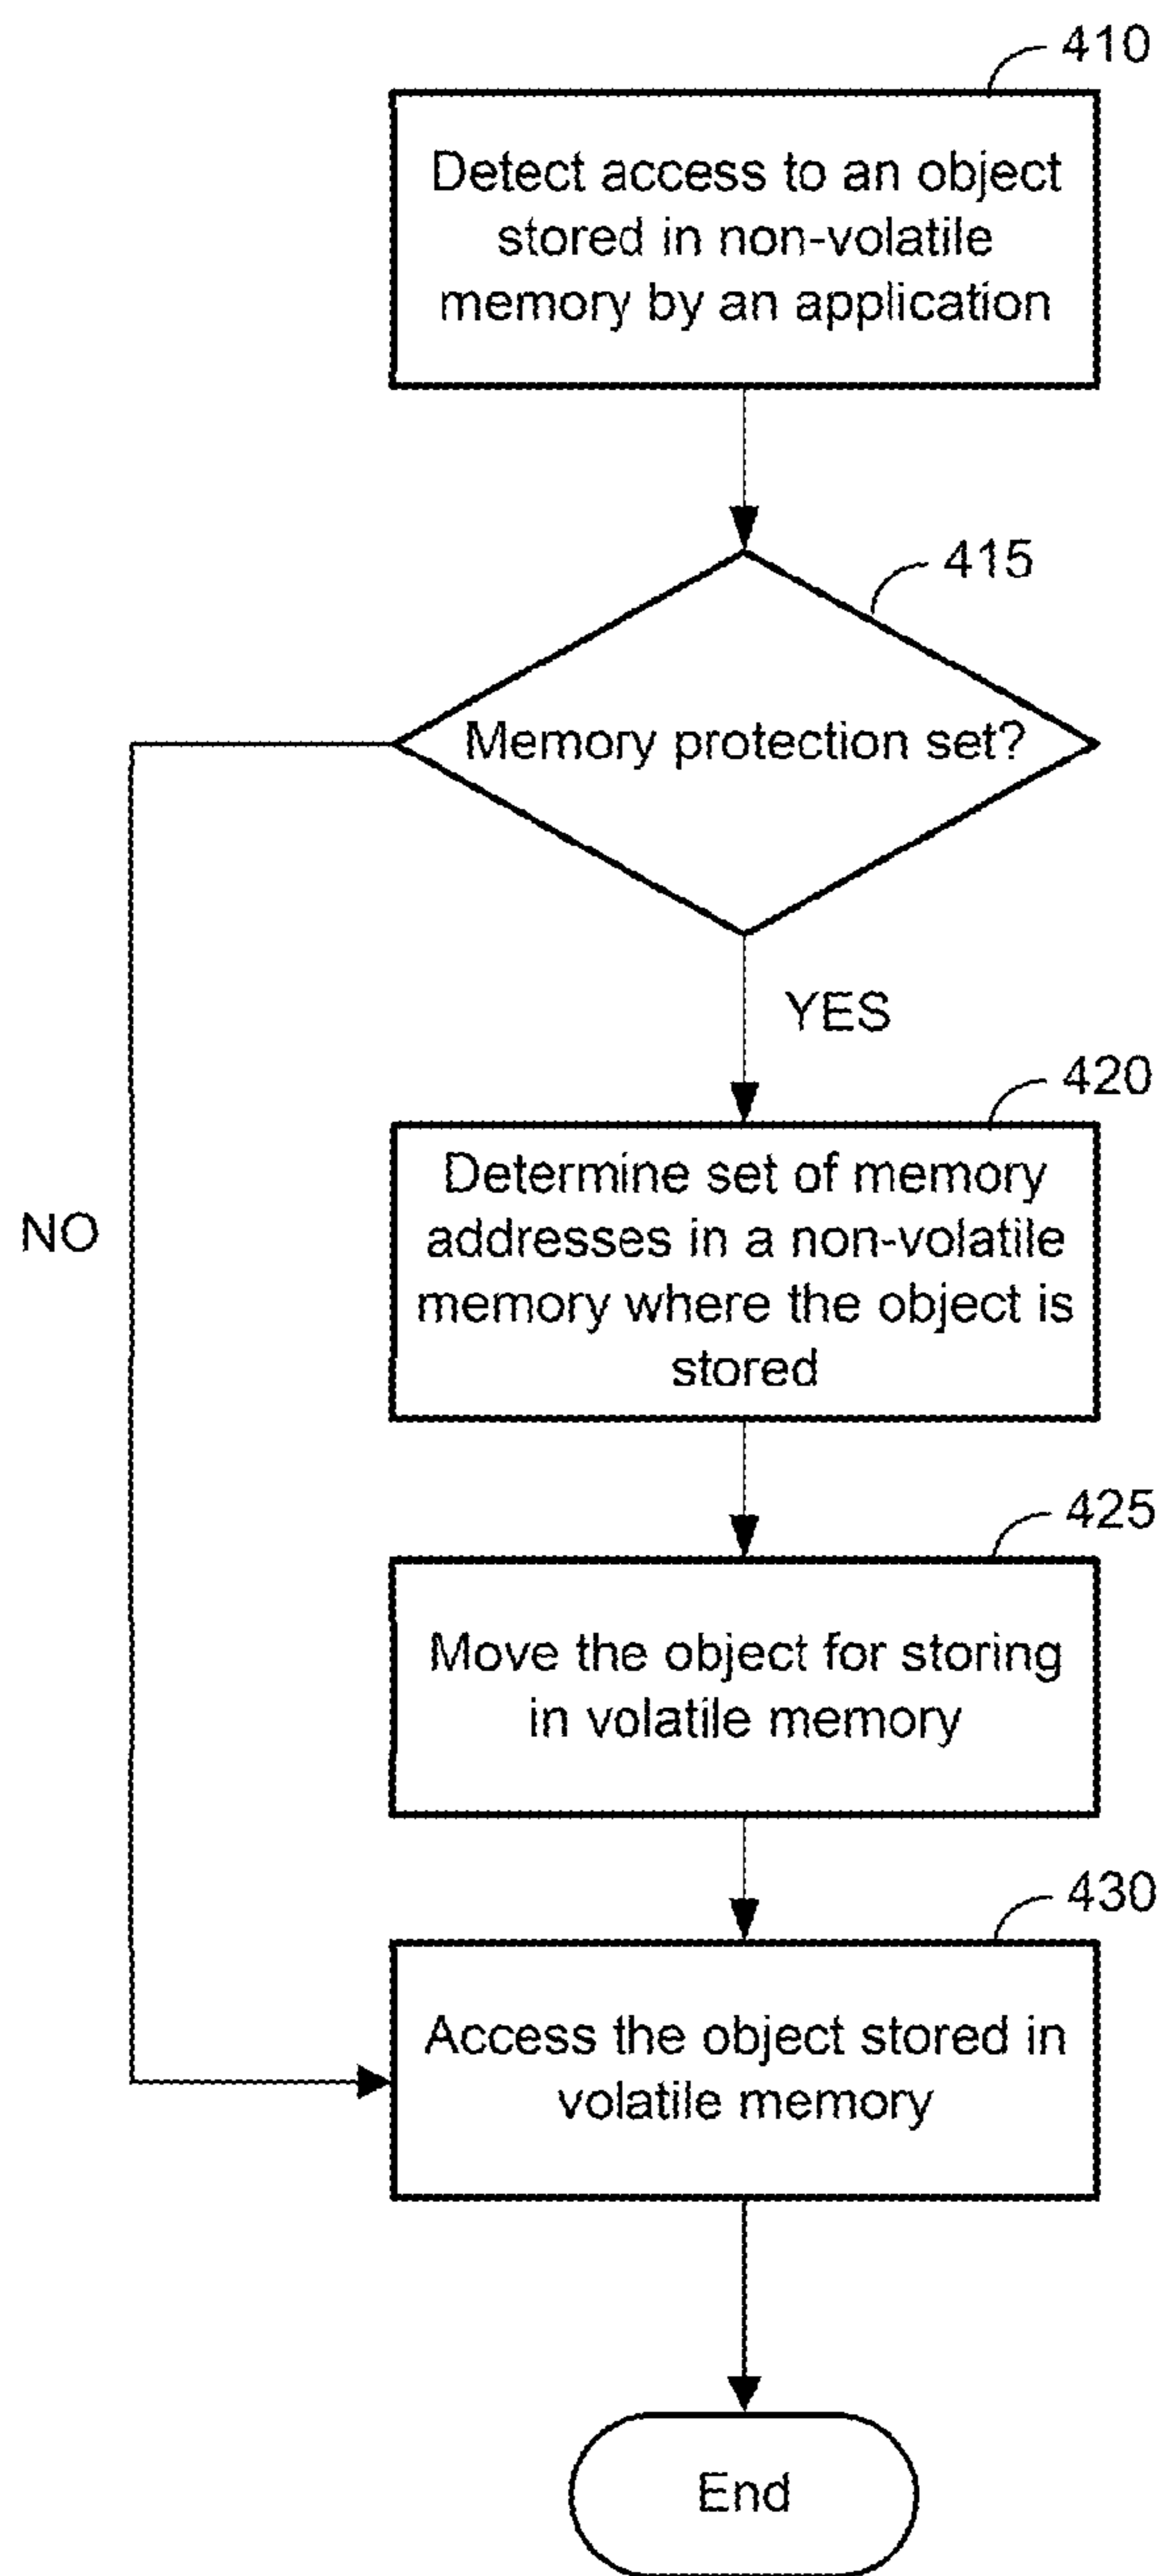 410
Detect access to an object
stored in non-volatile
memory by an application
415
Memory protection set?
YES
420
Determine set of memory
addresses in a non-volatile
memory where the object is
stored
NO
425
Move the object for storing
in volatile memory
430
Access the object stored in
volatile memory
End